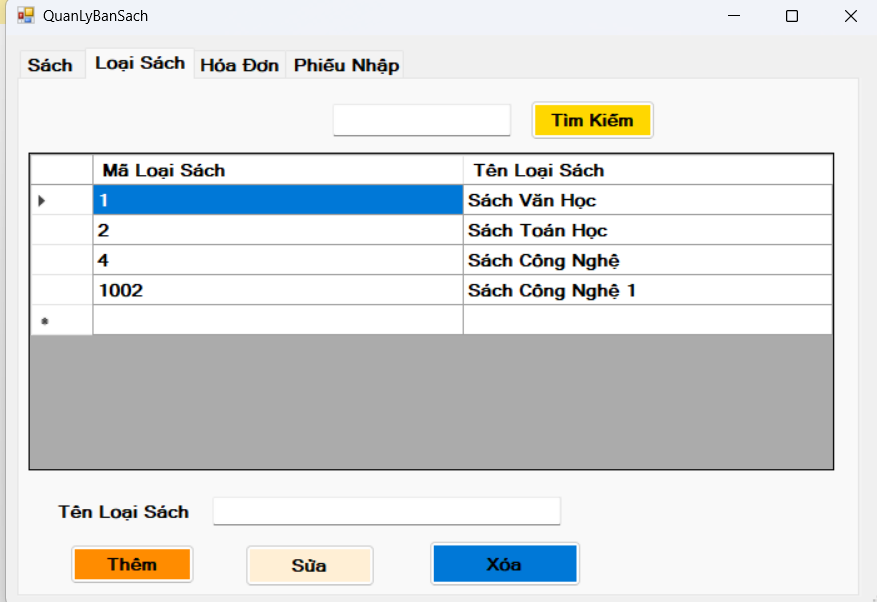 QuanLyBanSach
Sách Loại Sách Hóa Đơn Phiếu Nhập
Tìm Kiếm
Mã Loại Sách Tên Loại Sách
1 Sách Văn Học
2 Sách Toán Học
4 Sách Công Nghệ
1002 Sách Công Nghệ 1
Tên Loại Sách
Thêm Sửa Xóa